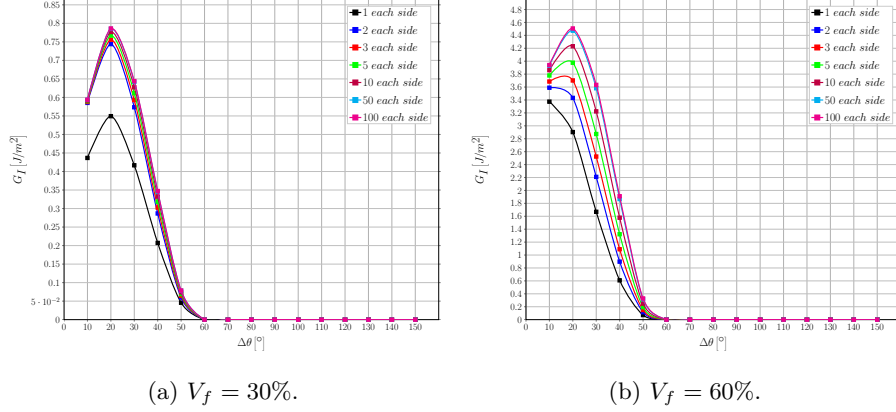 0.85
0.8
0.75
0.7
0.65
0.6
0.55
0.5
0.45
0.4
0.35
0.3
0.25
0.2
0.15
0.1
5 · 10⁻²
0
G_I [J/m²]
0 10 20 30 40 50 60 70 80 90 100 110 120 130 140 150
Δθ [°]
1 each side
2 each side
3 each side
5 each side
10 each side
50 each side
100 each side
(a) V_f = 30%.
4.8
4.6
4.4
4.2
4
3.8
3.6
3.4
3.2
3
2.8
2.6
2.4
2.2
2
1.8
1.6
1.4
1.2
1
0.8
0.6
0.4
0.2
0
G_I [J/m²]
0 10 20 30 40 50 60 70 80 90 100 110 120 130 140 150
Δθ [°]
1 each side
2 each side
3 each side
5 each side
10 each side
50 each side
100 each side
(b) V_f = 60%.